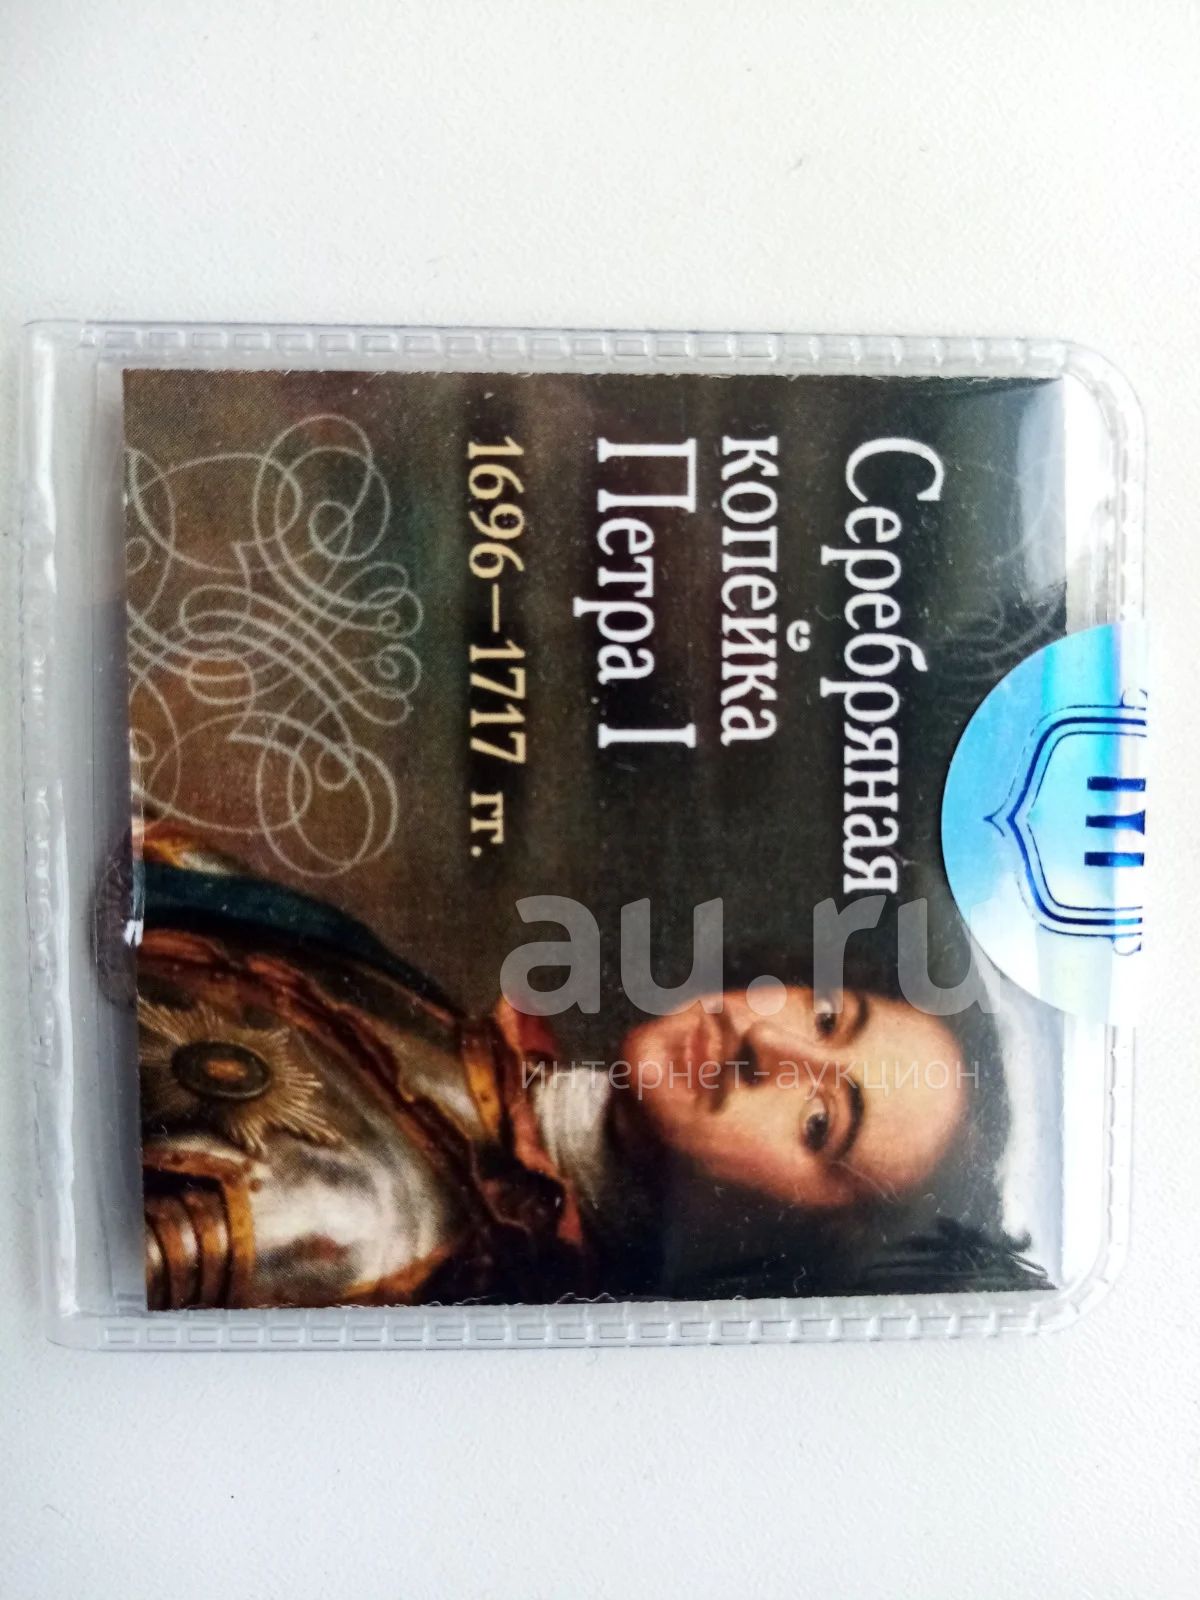 Серебряная
копейка
Петра I
1696–1717 гг.
au.ru
интернет-аукцион